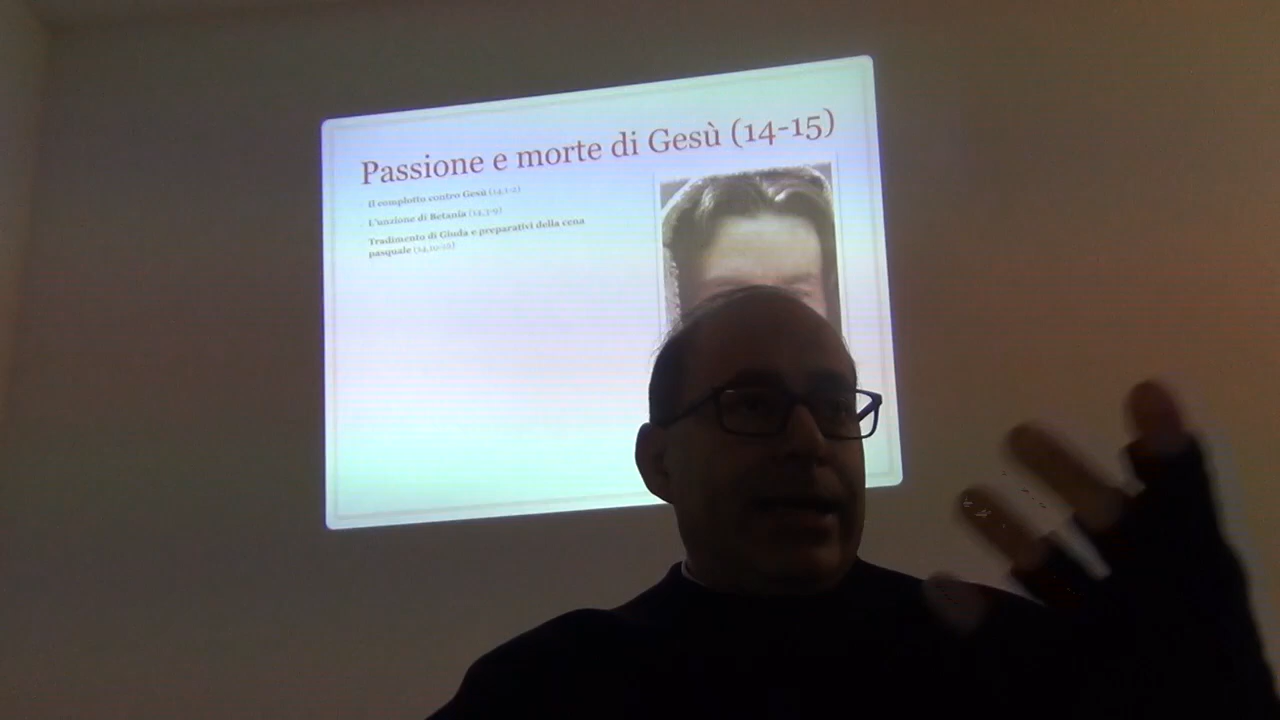 Passione e morte di Gesù (14-15)
Il complotto contro Gesù (14,1-2)
L'unzione di Betania (14,3-9)
Tradimento di Giuda e preparativi della cena
pasquale (14,10-16)